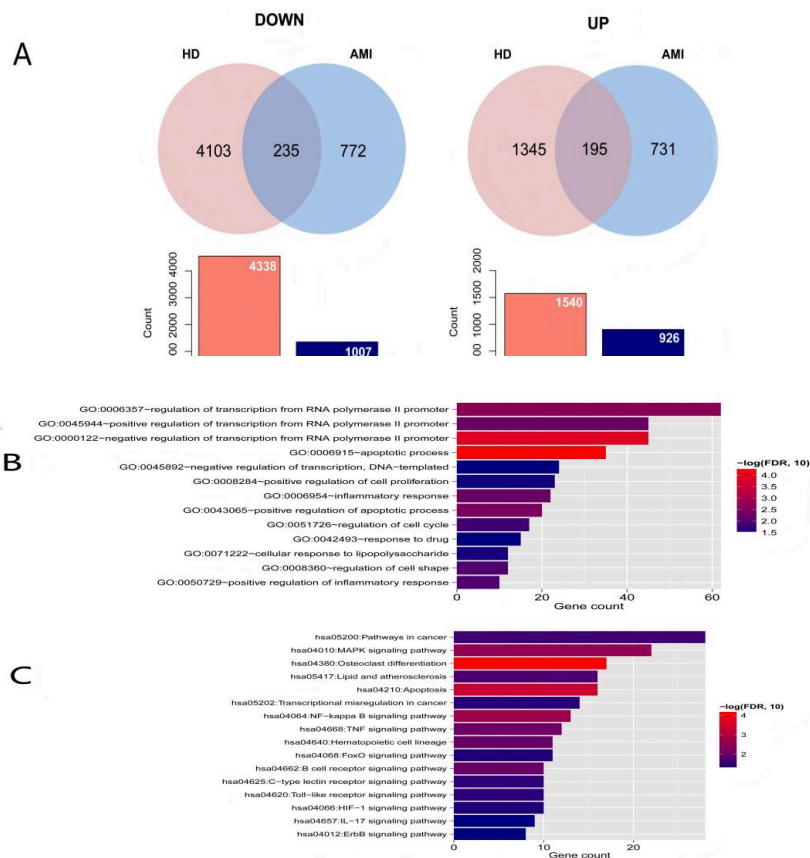 A
DOWN
HD
AMI
4103
235
772
UP
HD
AMI
1345
195
731
Count
4000
3000
2000
00
4338
1007
Count
2000
1500
1000
00
1540
926
B
GO:0006357~regulation of transcription from RNA polymerase II promoter
GO:0045944~positive regulation of transcription from RNA polymerase II promoter
GO:0000122~negative regulation of transcription from RNA polymerase II promoter
GO:0006915~apoptotic process
GO:0045892~negative regulation of transcription, DNA−templated
GO:0008284~positive regulation of cell proliferation
GO:0006954~inflammatory response
GO:0043065~positive regulation of apoptotic process
GO:0051726~regulation of cell cycle
GO:0042493~response to drug
GO:0071222~cellular response to lipopolysaccharide
GO:0008360~regulation of cell shape
GO:0050729~positive regulation of inflammatory response
0 20 40 60
Gene count
−log(FDR, 10)
4.0
3.5
3.0
2.5
2.0
1.5
C
hsa05200:Pathways in cancer
hsa04010:MAPK signaling pathway
hsa04380:Osteoclast differentiation
hsa05417:Lipid and atherosclerosis
hsa04210:Apoptosis
hsa05202:Transcriptional misregulation in cancer
hsa04064:NF−kappa B signaling pathway
hsa04668:TNF signaling pathway
hsa04640:Hematopoietic cell lineage
hsa04068:FoxO signaling pathway
hsa04662:B cell receptor signaling pathway
hsa04625:C−type lectin receptor signaling pathway
hsa04620:Toll−like receptor signaling pathway
hsa04066:HIF−1 signaling pathway
hsa04657:IL−17 signaling pathway
hsa04012:ErbB signaling pathway
0 20
Gene count
−log(FDR, 10)
4
3
2